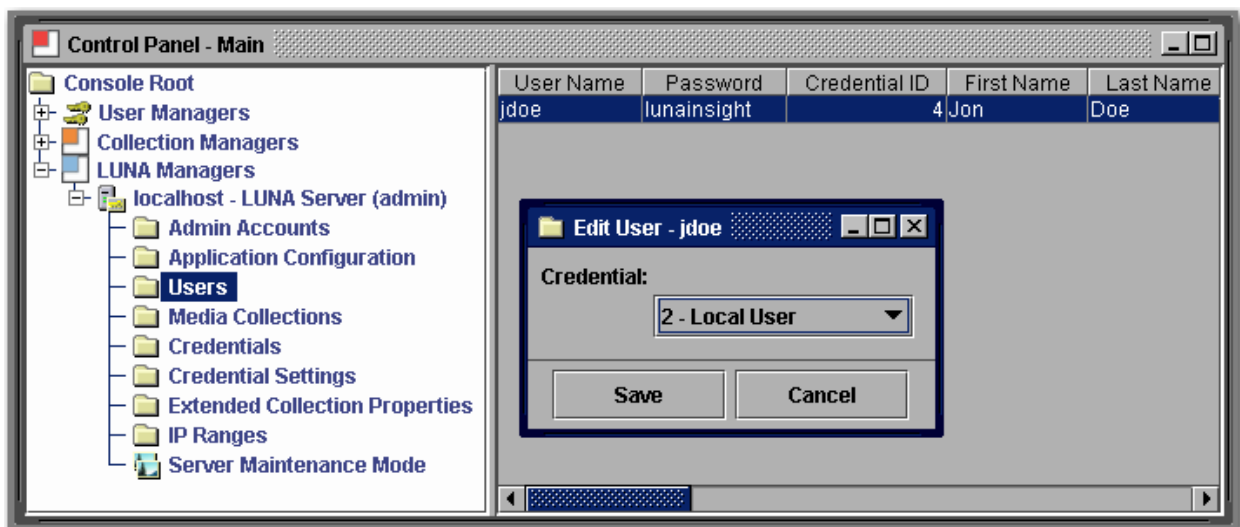 Control Panel - Main
Console Root
User Managers
Collection Managers
LUNA Managers
localhost - LUNA Server (admin)
Admin Accounts
Application Configuration
Users
Media Collections
Credentials
Credential Settings
Extended Collection Properties
IP Ranges
Server Maintenance Mode
User Name Password Credential ID First Name Last Name
jdoe lunainsight 4 Jon Doe
Edit User - jdoe
Credential:
2 - Local User
Save Cancel